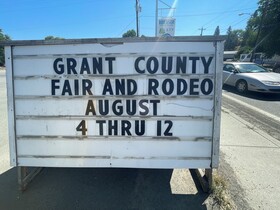 GRANT COUNTY
FAIR AND RODEO
AUGUST
4 THRU 12